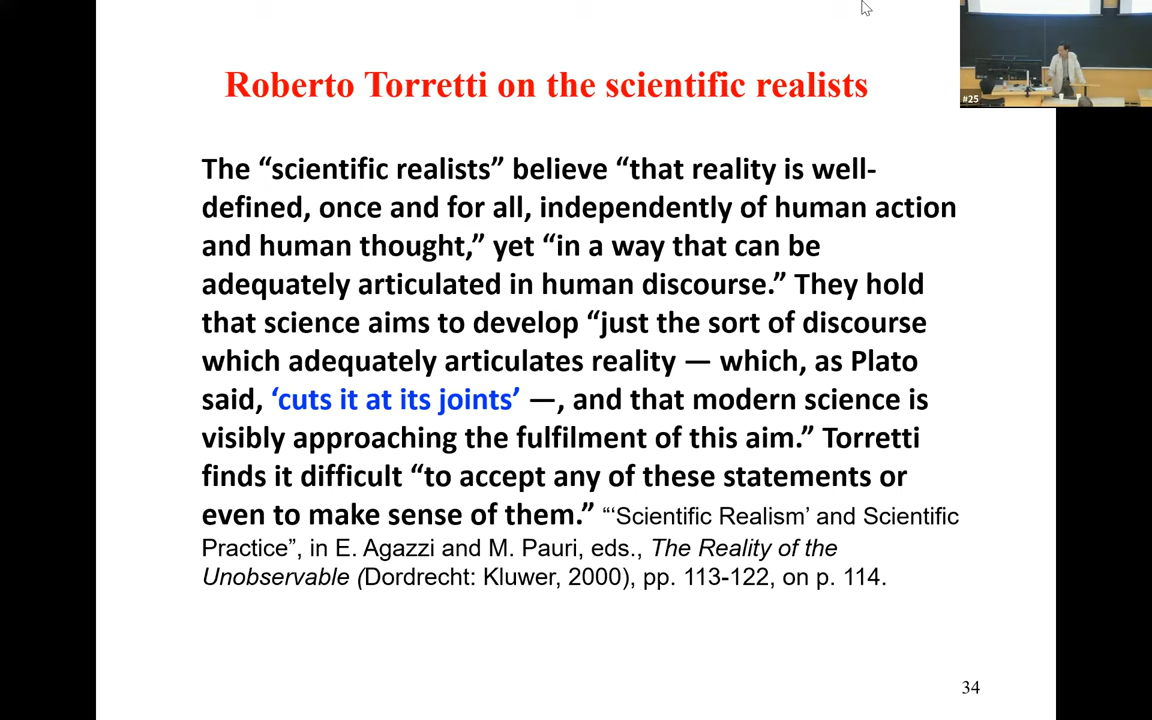 Roberto Torretti on the scientific realists
#25
The “scientific realists” believe “that reality is well-
defined, once and for all, independently of human action
and human thought,” yet “in a way that can be
adequately articulated in human discourse.” They hold
that science aims to develop “just the sort of discourse
which adequately articulates reality — which, as Plato
said, ‘cuts it at its joints’ —, and that modern science is
visibly approaching the fulfilment of this aim.” Torretti
finds it difficult “to accept any of these statements or
even to make sense of them.” “‘Scientific Realism’ and Scientific
Practice”, in E. Agazzi and M. Pauri, eds., The Reality of the
Unobservable (Dordrecht: Kluwer, 2000), pp. 113-122, on p. 114.
34